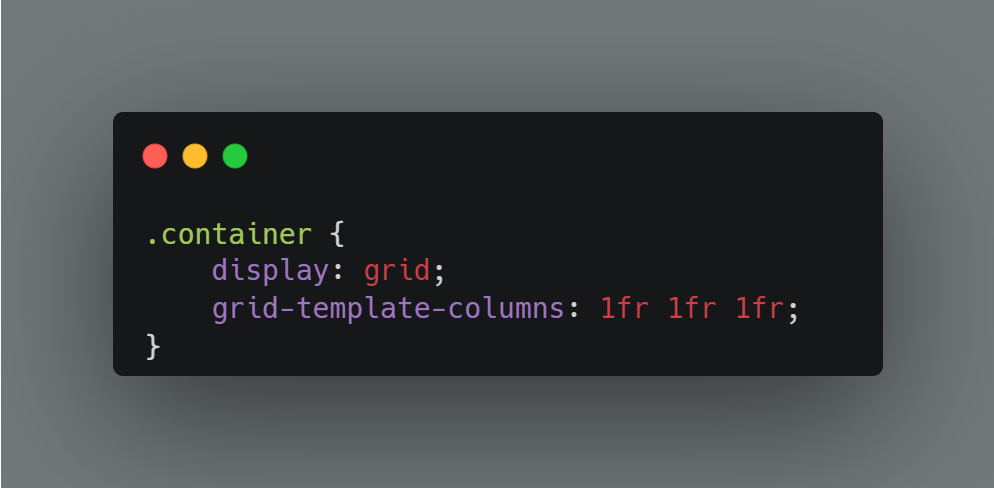 .container {
    display: grid;
    grid-template-columns: 1fr 1fr 1fr;
}